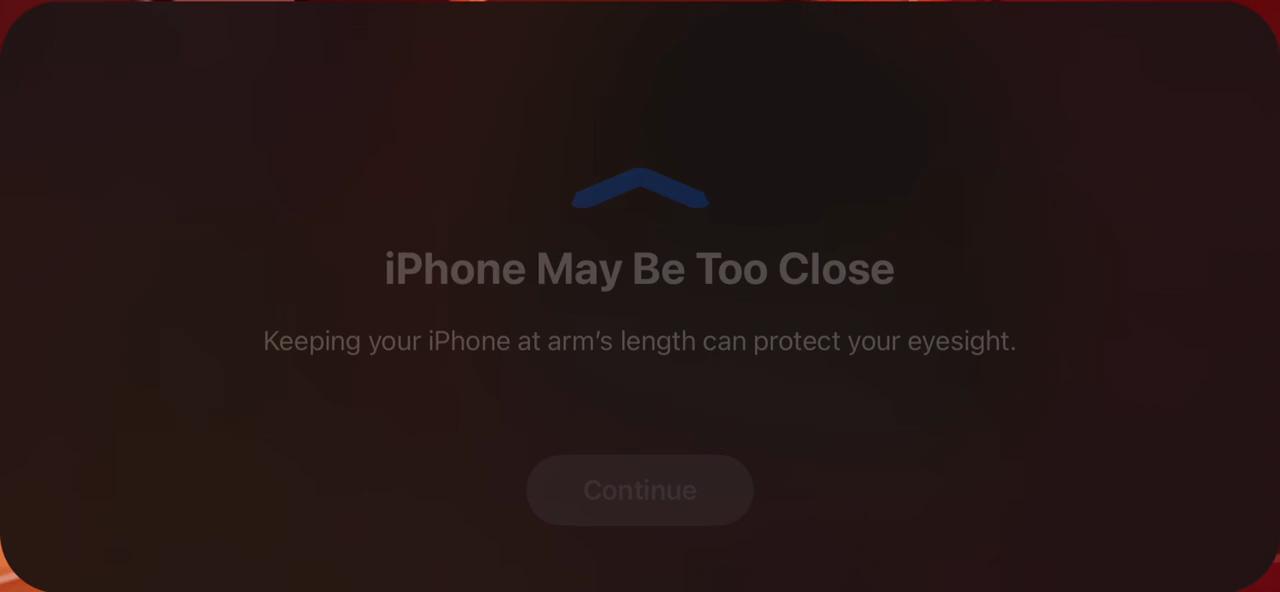 iPhone May Be Too Close
Keeping your iPhone at arm’s length can protect your eyesight.
Continue